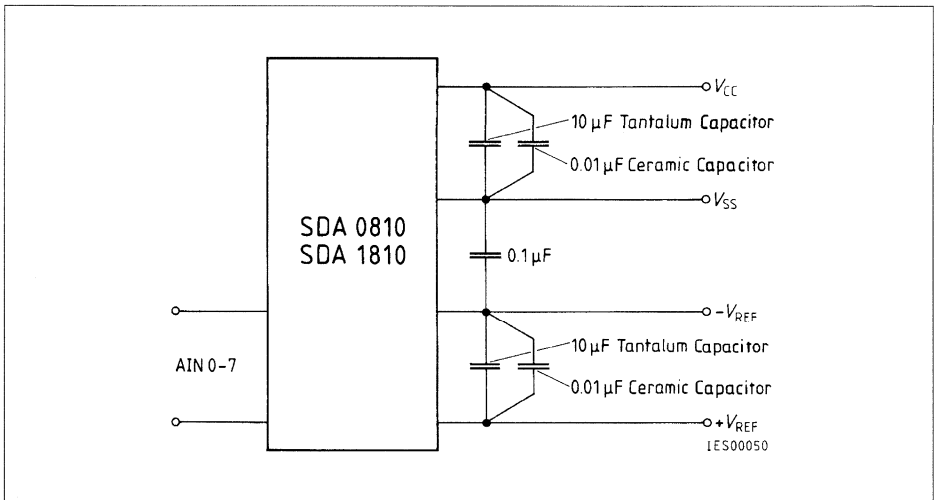 V_CC
10 µF Tantalum Capacitor
0.01 µF Ceramic Capacitor
V_SS
SDA 0810
SDA 1810
0.1 µF
-V_REF
10 µF Tantalum Capacitor
AIN 0-7
0.01 µF Ceramic Capacitor
+V_REF
IES00050